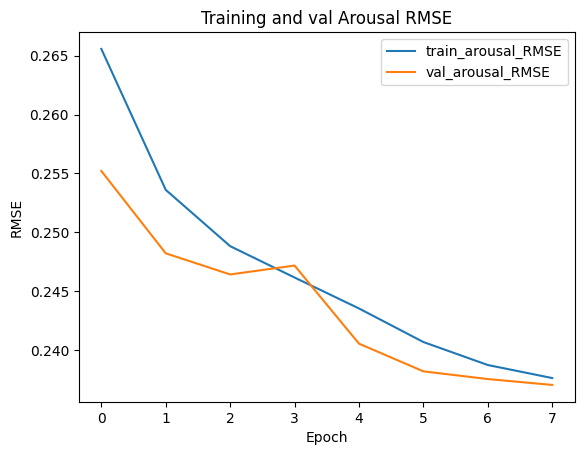 Training and val Arousal RMSE
train_arousal_RMSE
val_arousal_RMSE
RMSE
0.265
0.260
0.255
0.250
0.245
0.240
0 1 2 3 4 5 6 7
Epoch